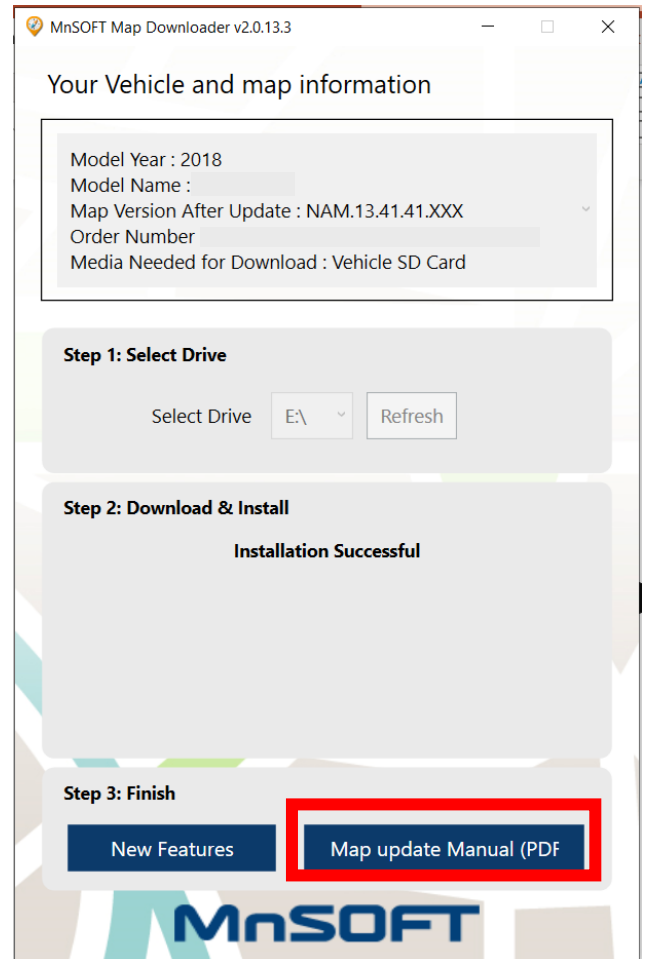 MnSOFT Map Downloader v2.0.13.3
Your Vehicle and map information
Model Year : 2018
Model Name :
Map Version After Update : NAM.13.41.41.XXX
Order Number
Media Needed for Download : Vehicle SD Card
Step 1: Select Drive
Select Drive E:\ Refresh
Step 2: Download & Install
Installation Successful
Step 3: Finish
New Features Map update Manual (PDF
MnSOFT